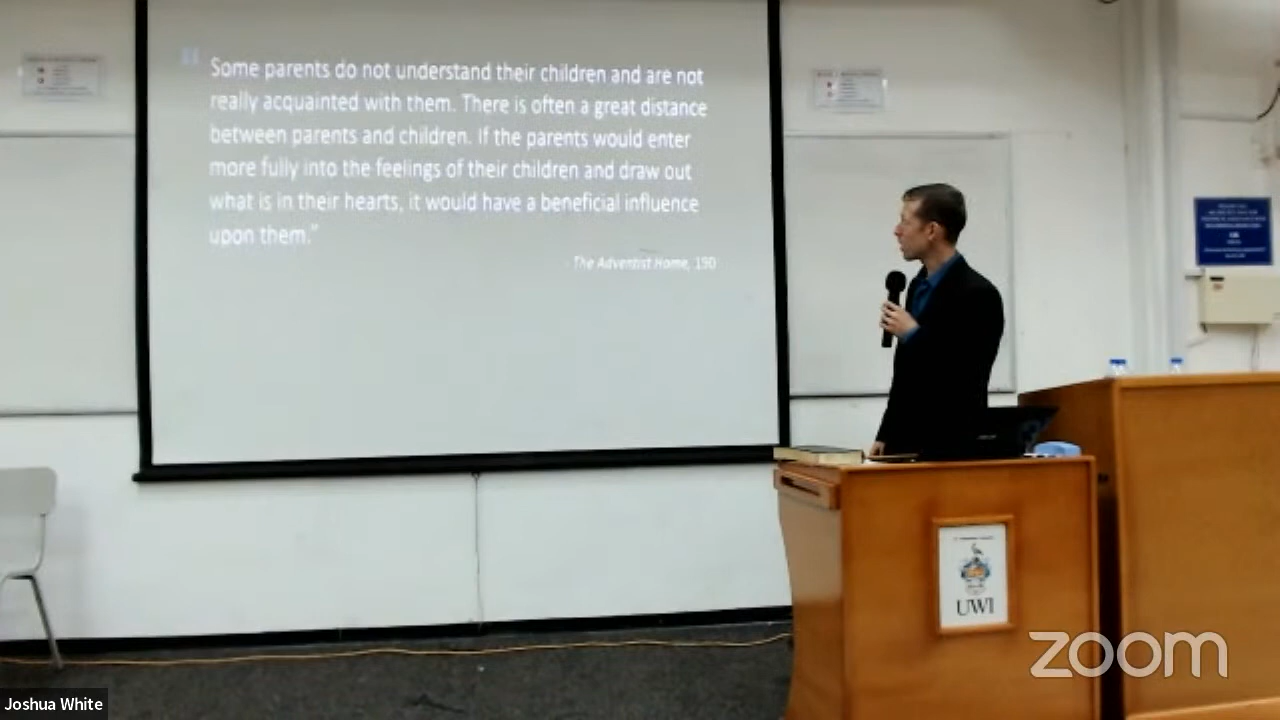 Some parents do not understand their children and are not
really acquainted with them. There is often a great distance
between parents and children. If the parents would enter
more fully into the feelings of their children and draw out
what is in their hearts, it would have a beneficial influence
upon them.”
- The Adventist Home, 190
UWI
zoom
Joshua White